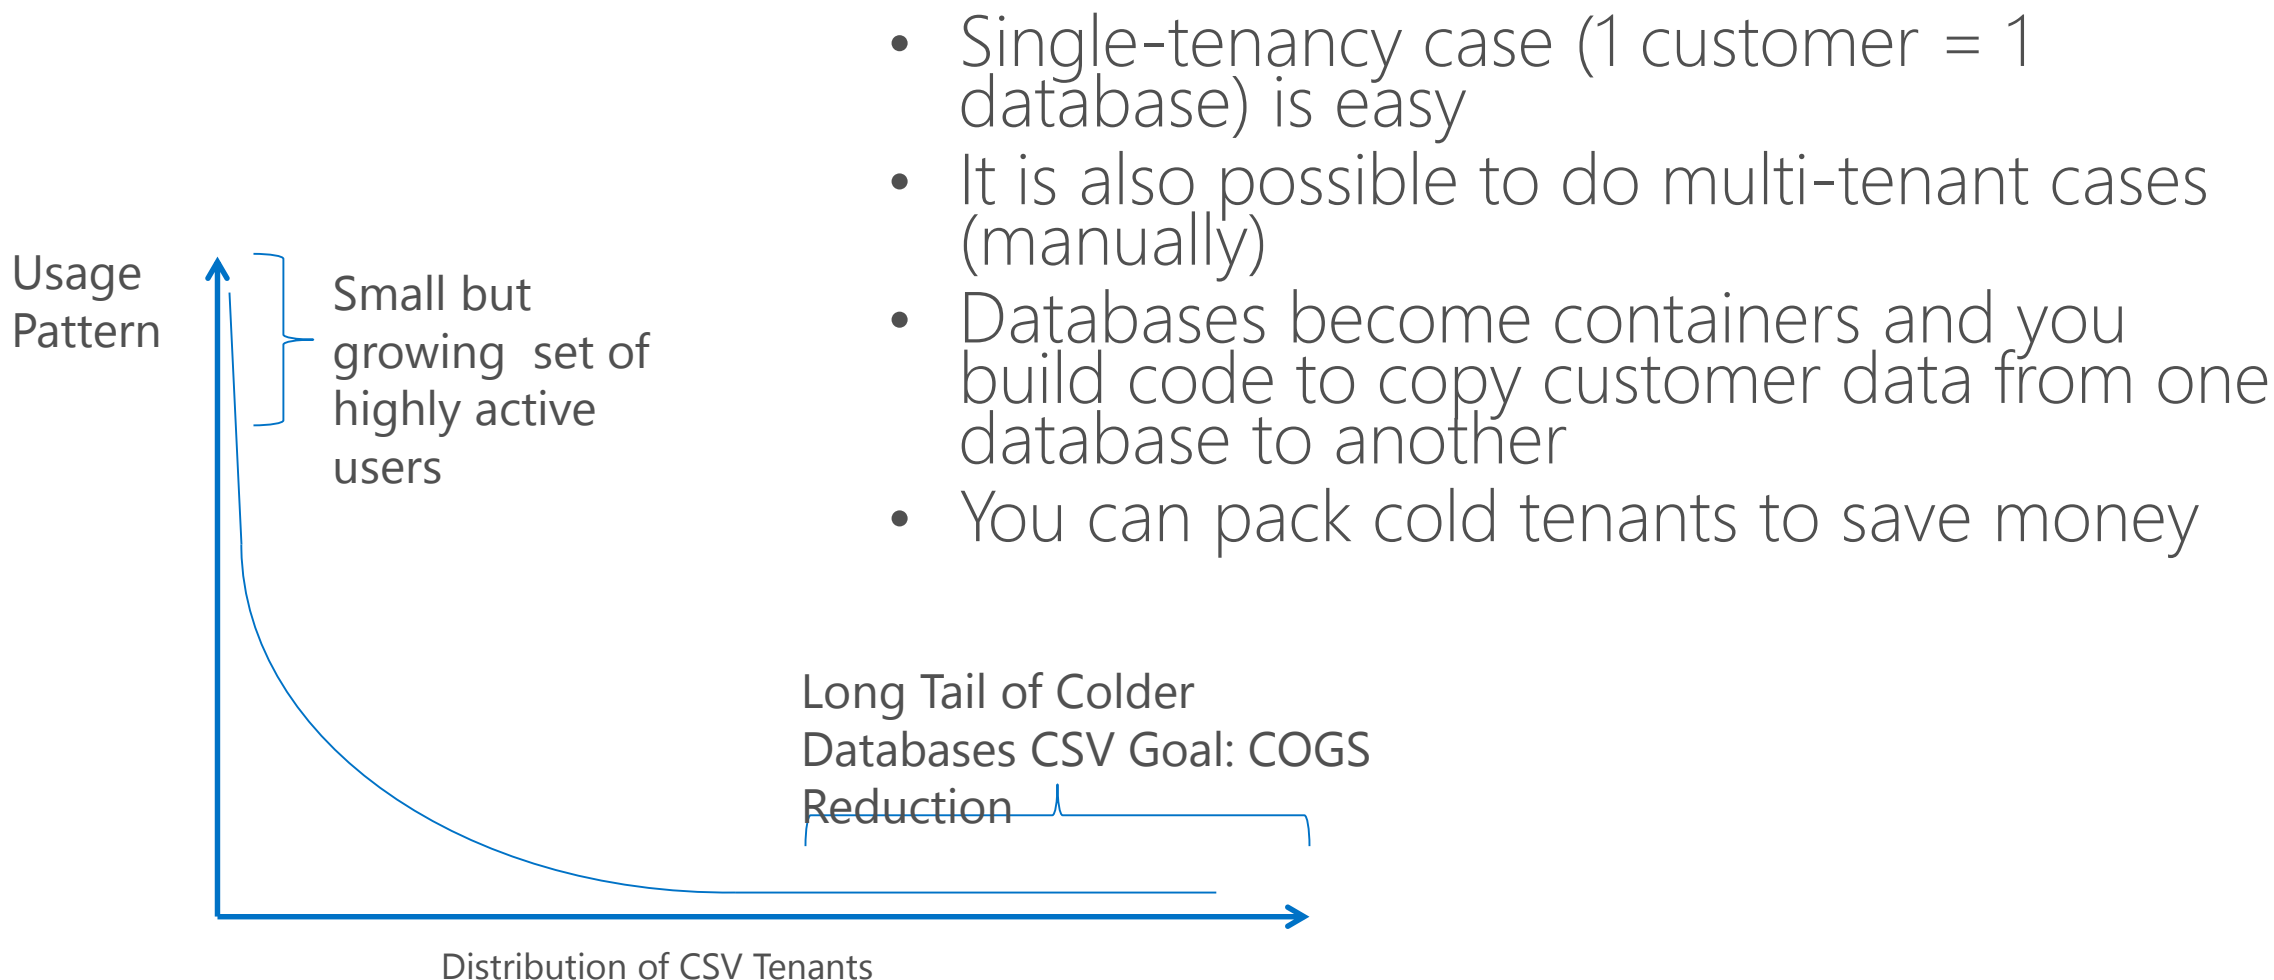 • Single-tenancy case (1 customer = 1
database) is easy
• It is also possible to do multi-tenant cases
(manually)
• Databases become containers and you
build code to copy customer data from one
database to another
• You can pack cold tenants to save money
Usage
Pattern
Small but
growing  set of
highly active
users
Long Tail of Colder
Databases CSV Goal: COGS
Reduction
Distribution of CSV Tenants